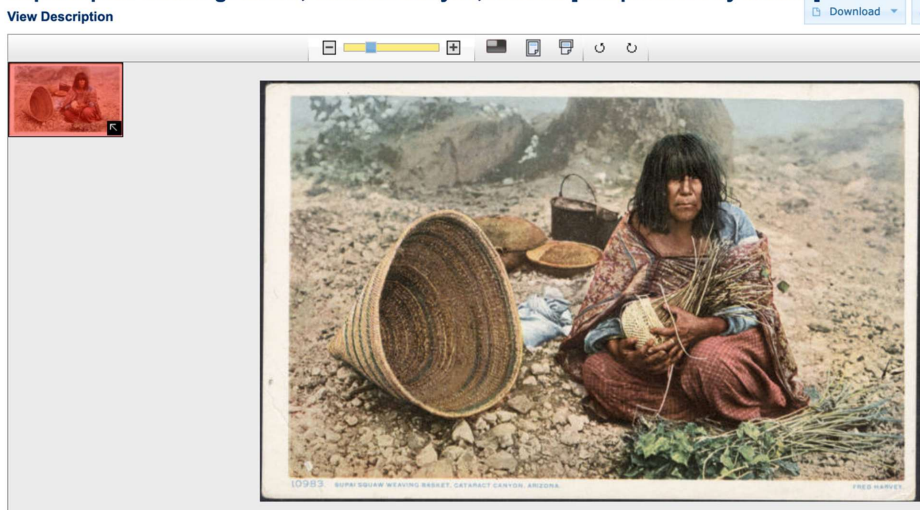 View Description
Download
10983. SUPAI SQUAW WEAVING BASKET, CATARACT CANYON, ARIZONA.
FRED HARVEY.